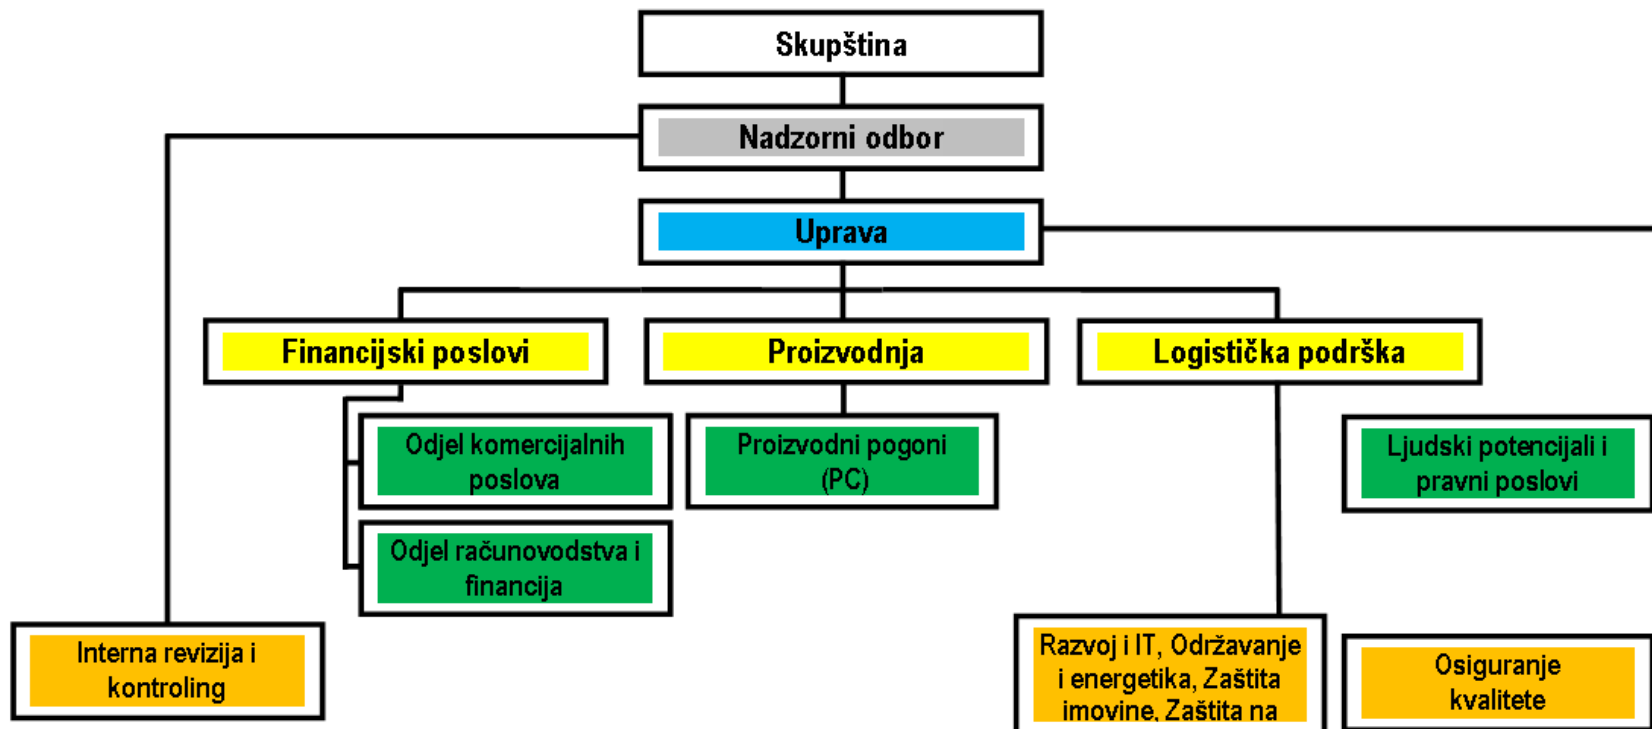 Skupština
Nadzorni odbor
Uprava
Financijski poslovi
Proizvodnja
Logistička podrška
Odjel komercijalnih
poslova
Proizvodni pogoni
(PC)
Ljudski potencijali i
pravni poslovi
Odjel računovodstva i
financija
Interna revizija i
kontroling
Razvoj i IT, Održavanje
i energetika, Zaštita
imovine, Zaštita na
Osiguranje
kvalitete